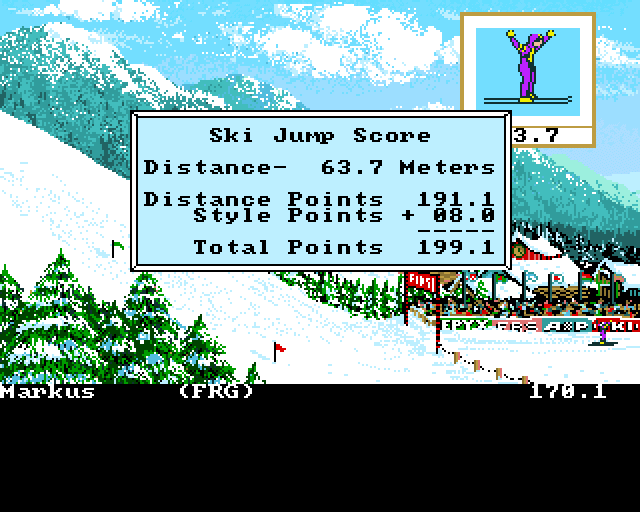 Ski Jump Score
3.7
Distance- 63.7 Meters
Distance Points 191.1
Style Points + 08.0
-----
Total Points 199.1
EPYX
Markus (FRG) 170.1